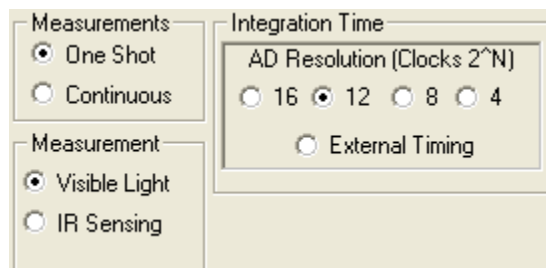 Measurements
One Shot
Continuous
Measurement
Visible Light
IR Sensing
Integration Time
AD Resolution (Clocks 2^N)
16 12 8 4
External Timing